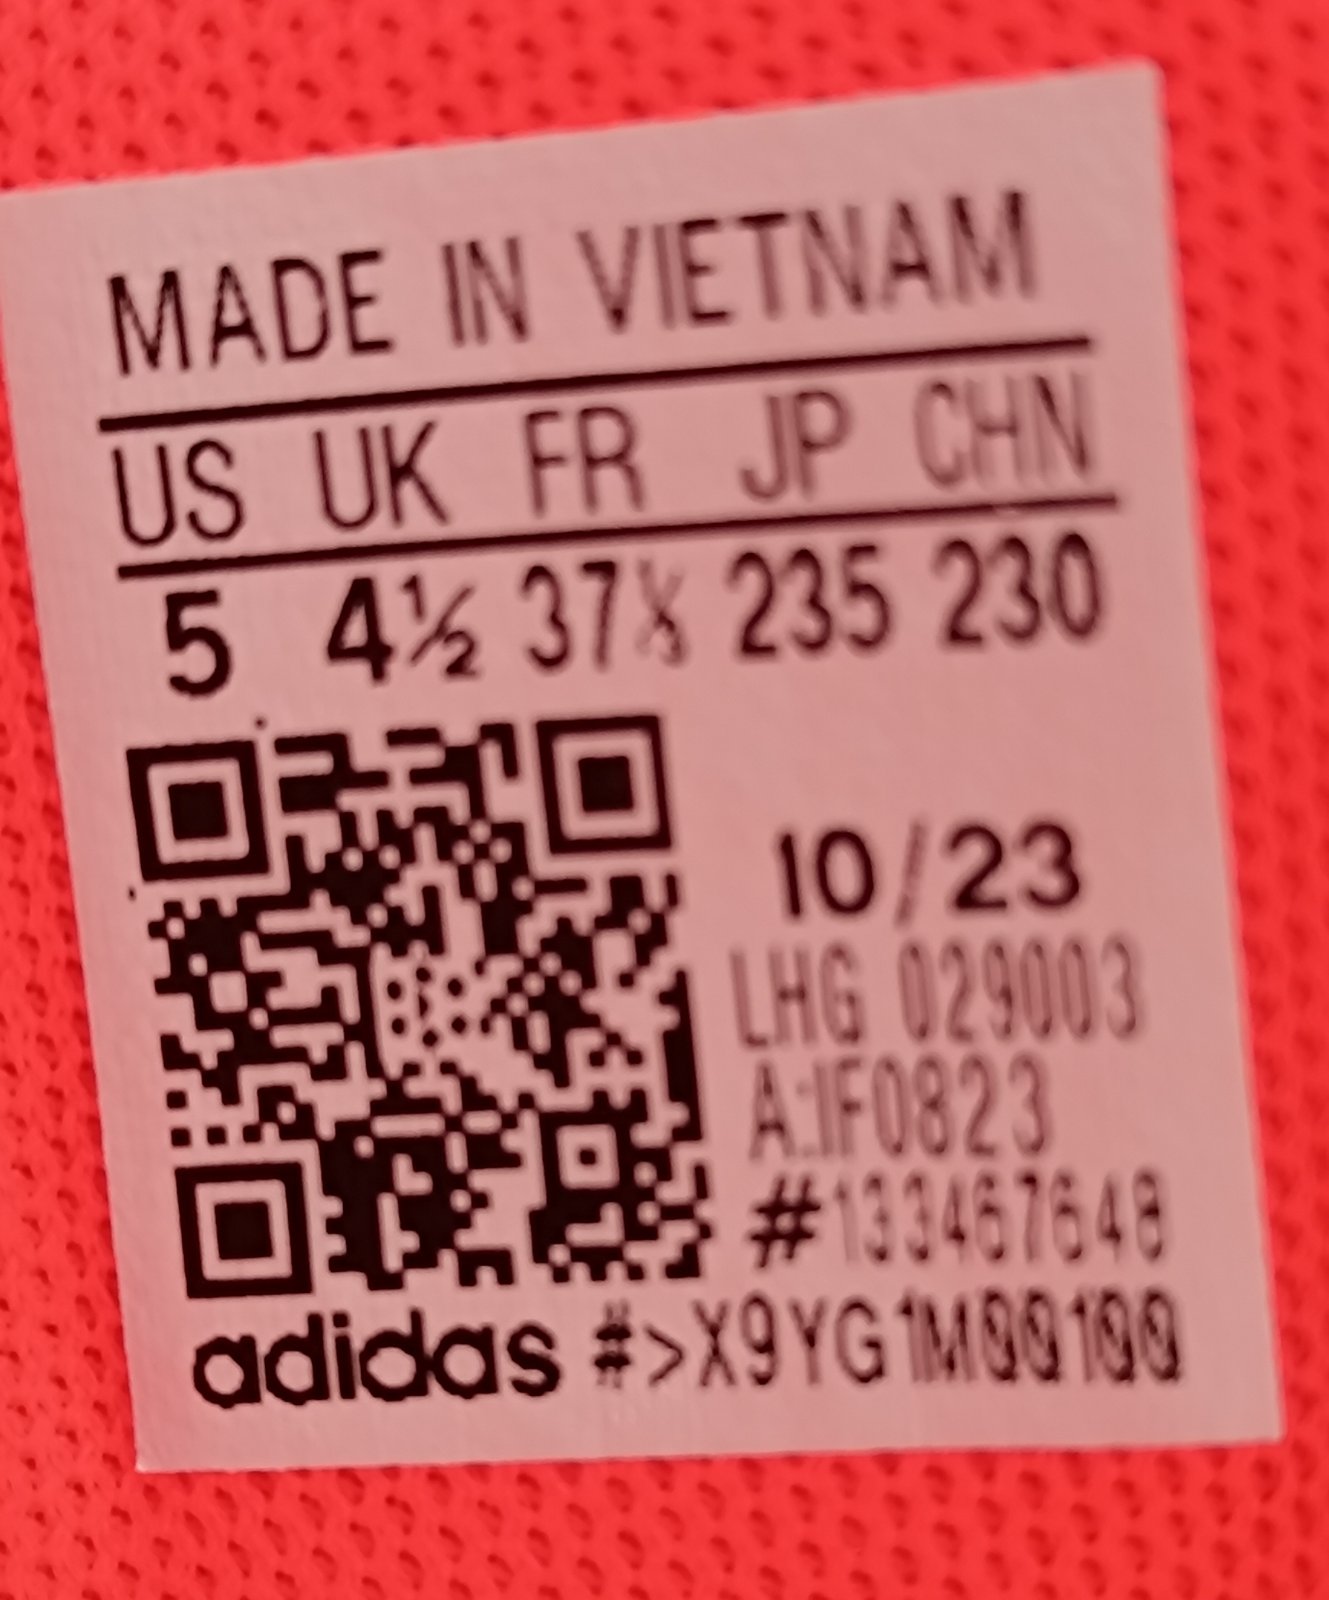 MADE IN VIETNAM
US UK FR JP CHN
5 4½ 37⅓ 235 230
10/23
LHG 029003
A:IF0823
#133467648
adidas #>X9YG1M00100